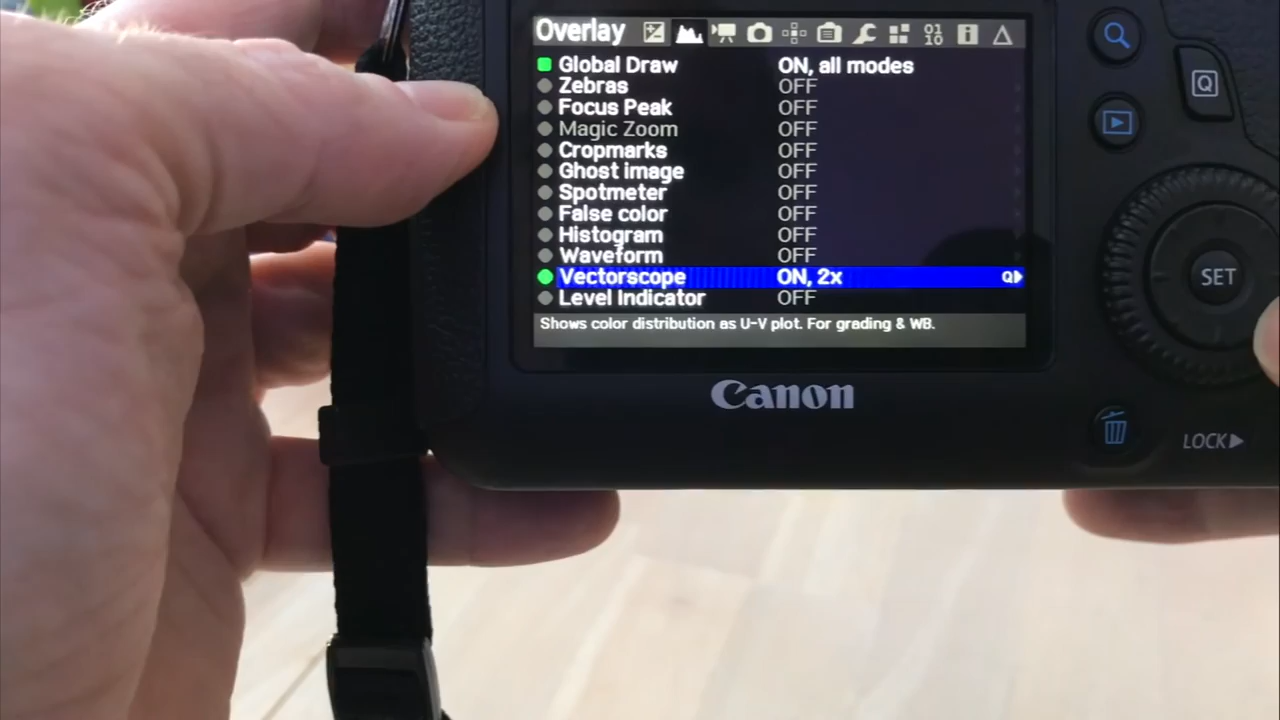 Overlay 01 10
Global Draw ON, all modes
Zebras OFF
Focus Peak OFF
Magic Zoom OFF
Cropmarks OFF
Ghost image OFF
Spotmeter OFF
False color OFF
Histogram OFF
Waveform OFF
Vectorscope ON, 2x Q
Level Indicator OFF
Shows color distribution as U-V plot. For grading & WB.
Canon
Q
SET
LOCK